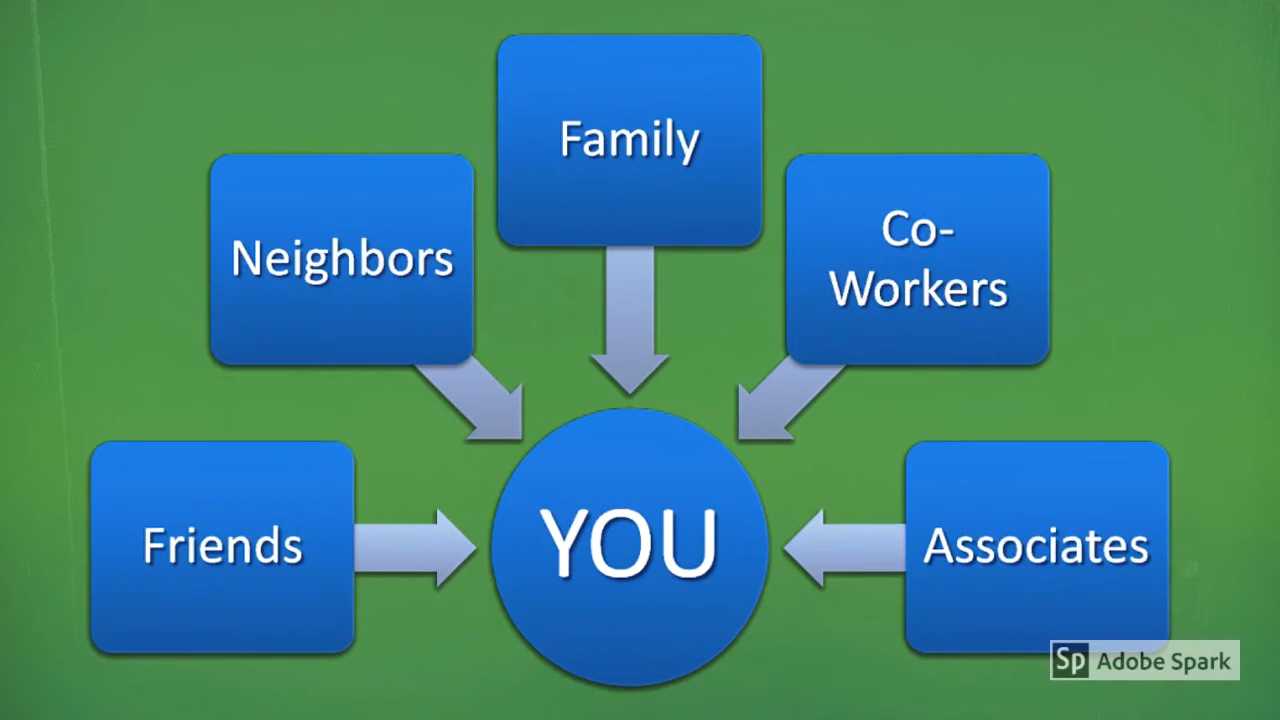 Family
Neighbors
Co-
Workers
Friends
YOU
Associates
Sp Adobe Spark